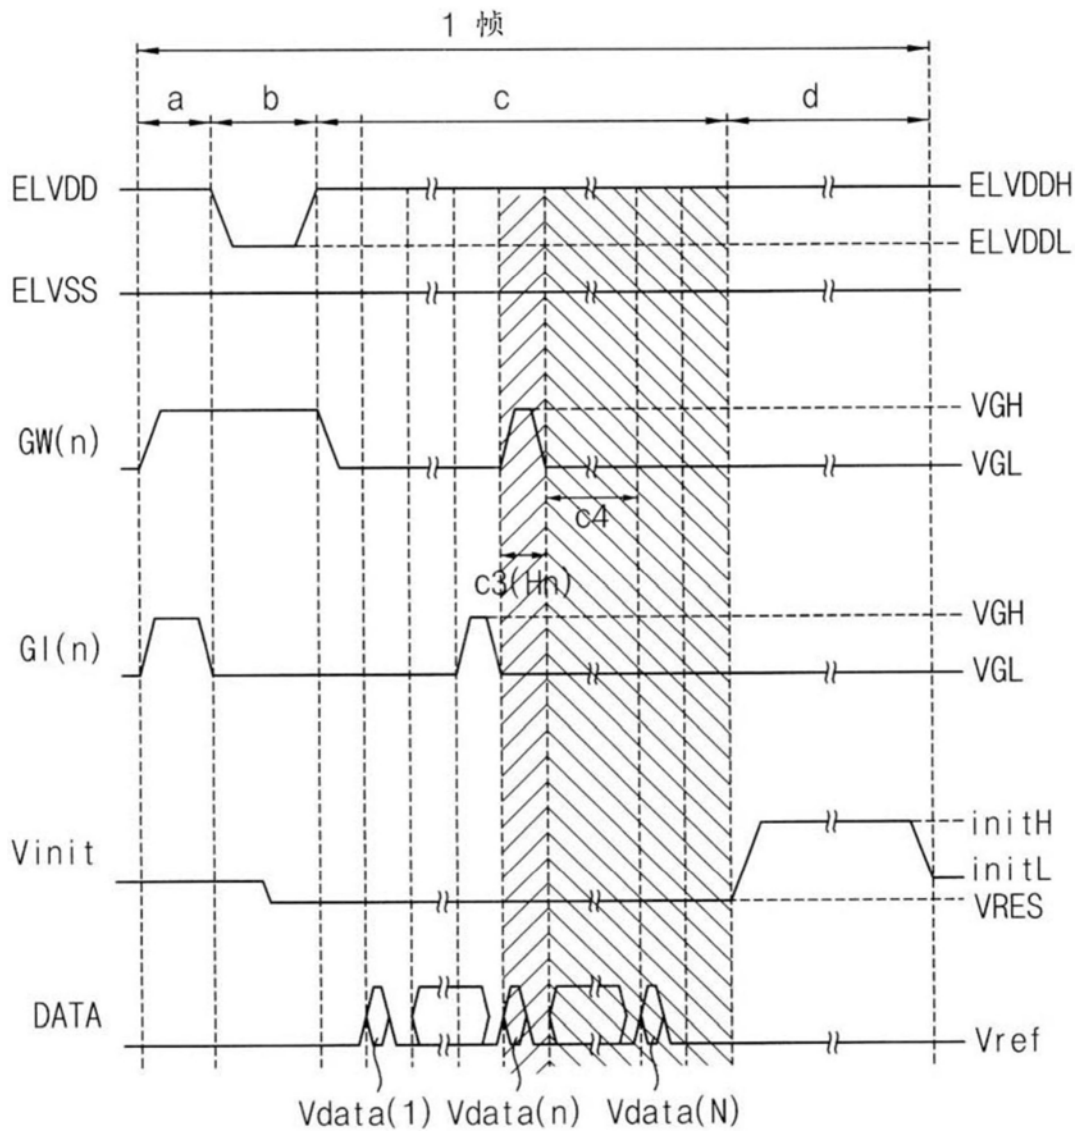 1 帧
a b c d
ELVDD ELVDDH
ELVDDL
ELVSS
VGH
GW(n) VGL
c4
c3(Hn)
VGH
GI(n) VGL
initH
Vinit initL
VRES
DATA Vref
Vdata(1) Vdata(n) Vdata(N)